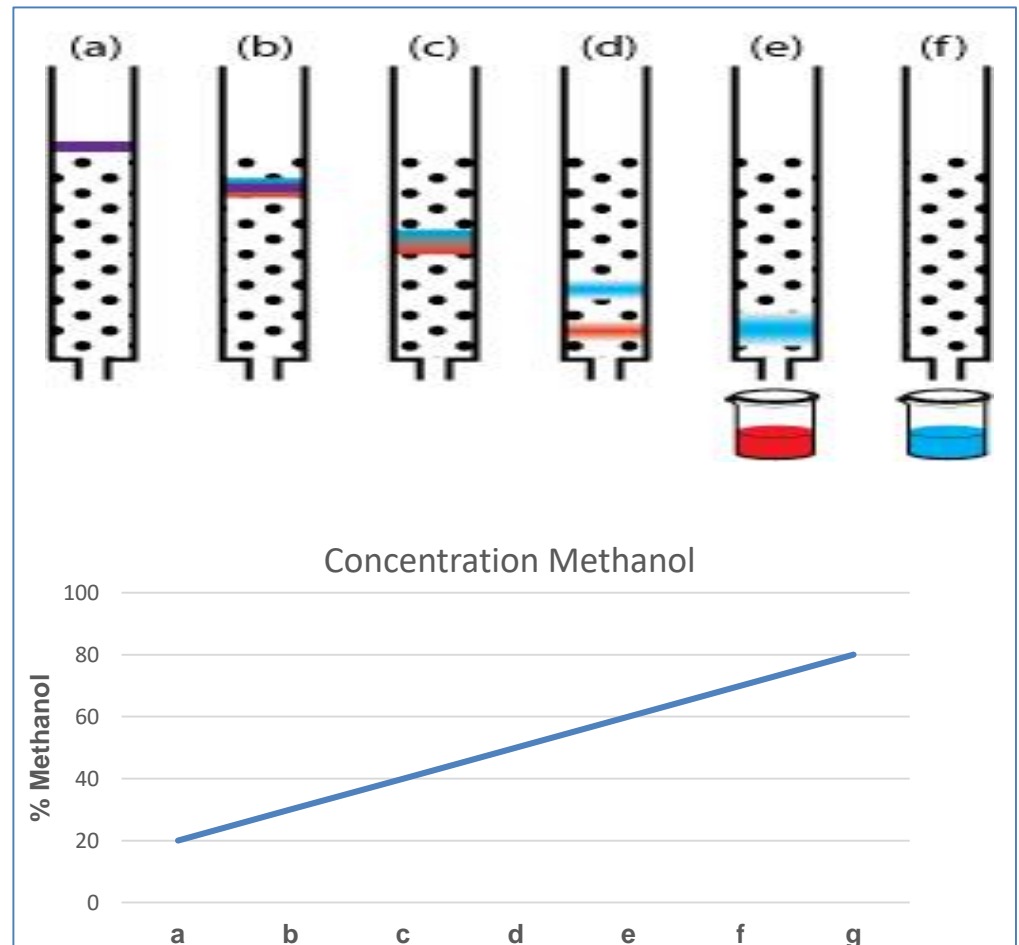 (a) (b) (c) (d) (e) (f)
Concentration Methanol
100
80
60
40
20
0
% Methanol
a b c d e f g